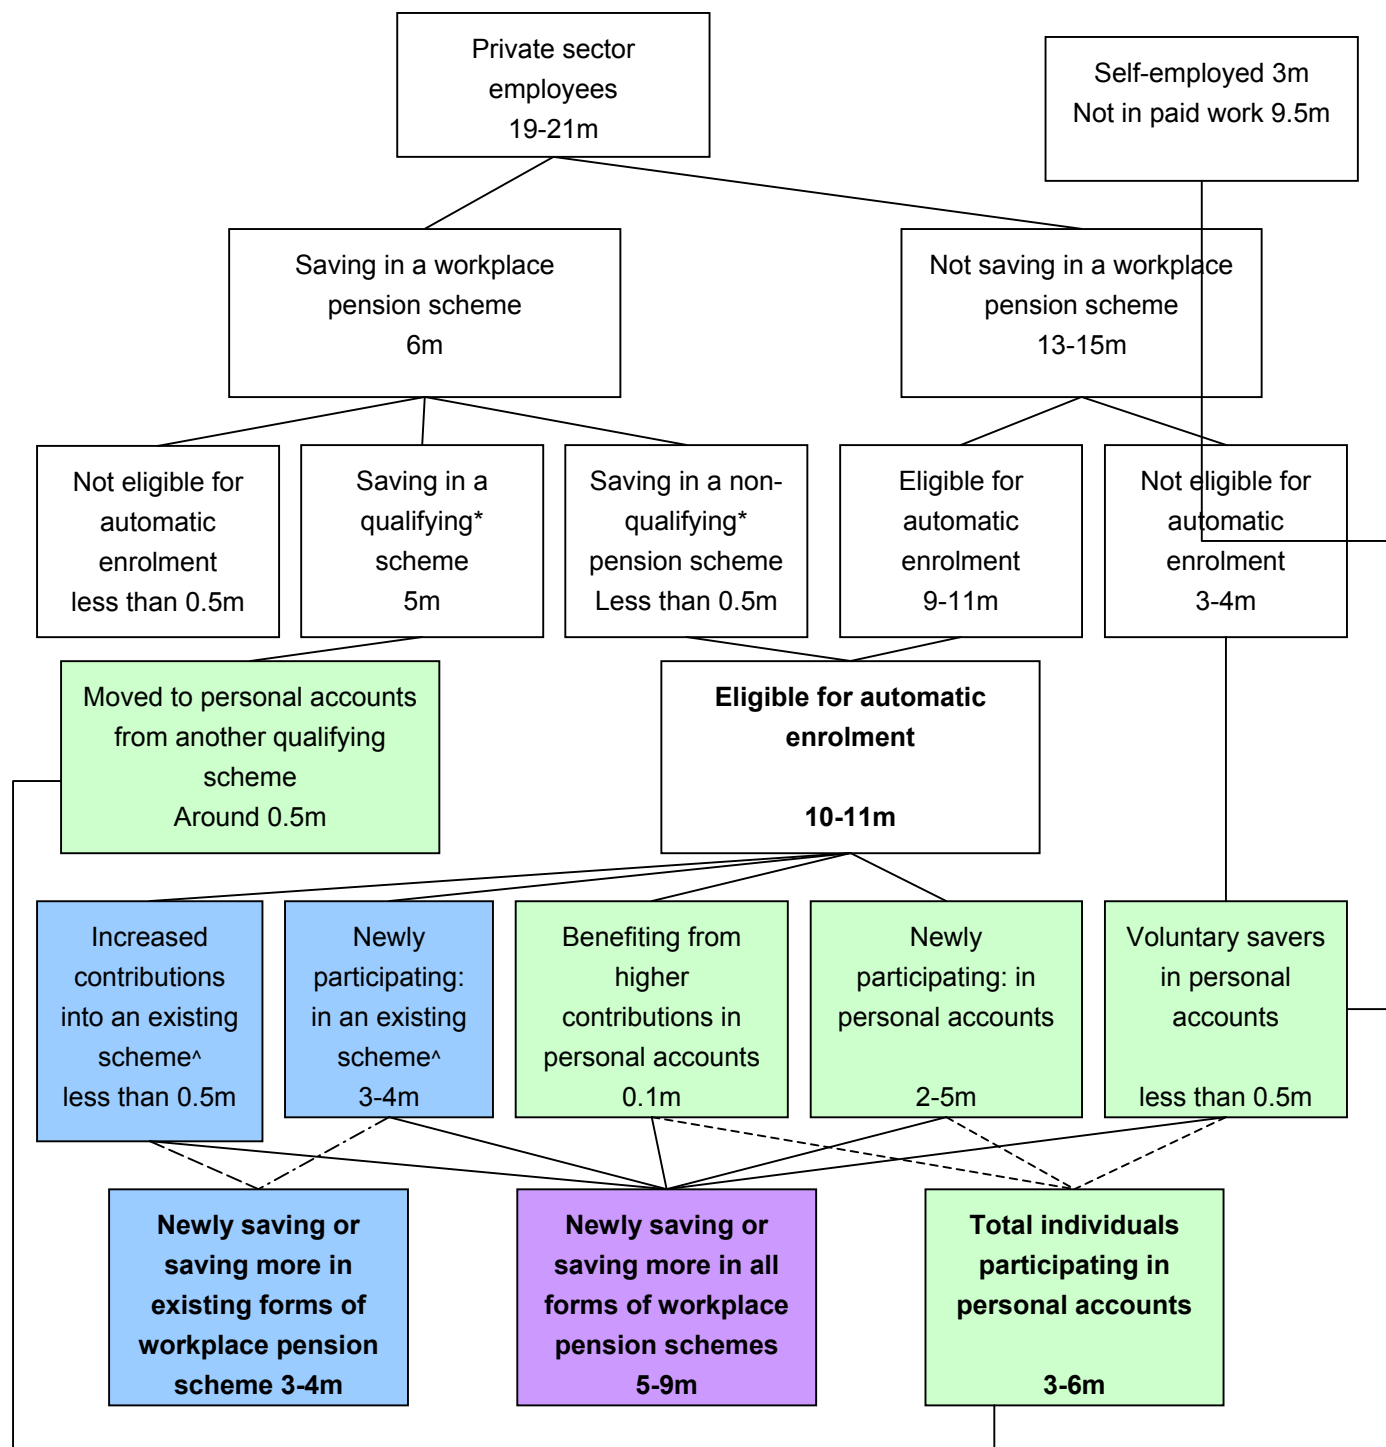 Private sector
employees
19-21m
Self-employed 3m
Not in paid work 9.5m
Saving in a workplace
pension scheme
6m
Not saving in a workplace
pension scheme
13-15m
Not eligible for
automatic
enrolment
less than 0.5m
Saving in a
qualifying*
scheme
5m
Saving in a non-
qualifying*
pension scheme
Less than 0.5m
Eligible for
automatic
enrolment
9-11m
Not eligible for
automatic
enrolment
3-4m
Moved to personal accounts
from another qualifying
scheme
Around 0.5m
Eligible for automatic
enrolment
10-11m
Increased
contributions
into an existing
scheme^
less than 0.5m
Newly
participating:
in an existing
scheme^
3-4m
Benefiting from
higher
contributions in
personal accounts
0.1m
Newly
participating: in
personal accounts
2-5m
Voluntary savers
in personal
accounts
less than 0.5m
Newly saving or
saving more in
existing forms of
workplace pension
scheme 3-4m
Newly saving or
saving more in all
forms of workplace
pension schemes
5-9m
Total individuals
participating in
personal accounts
3-6m